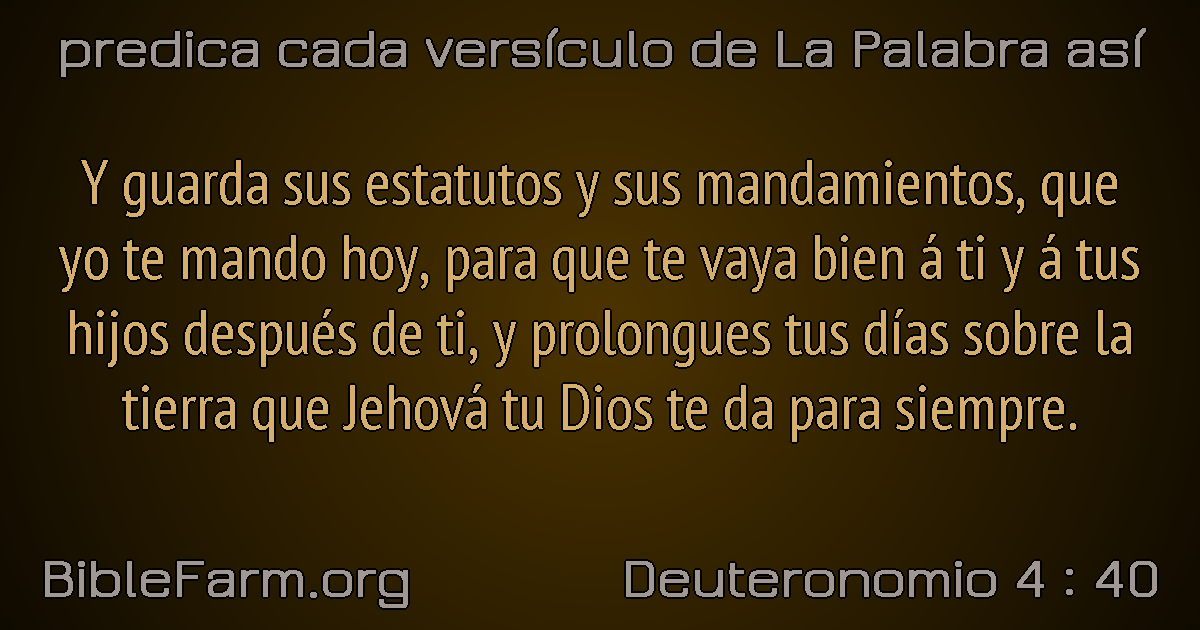 predica cada versículo de La Palabra así
Y guarda sus estatutos y sus mandamientos, que
yo te mando hoy, para que te vaya bien á ti y á tus
hijos después de ti, y prolongues tus días sobre la
tierra que Jehová tu Dios te da para siempre.
BibleFarm.org
Deuteronomio 4 : 40